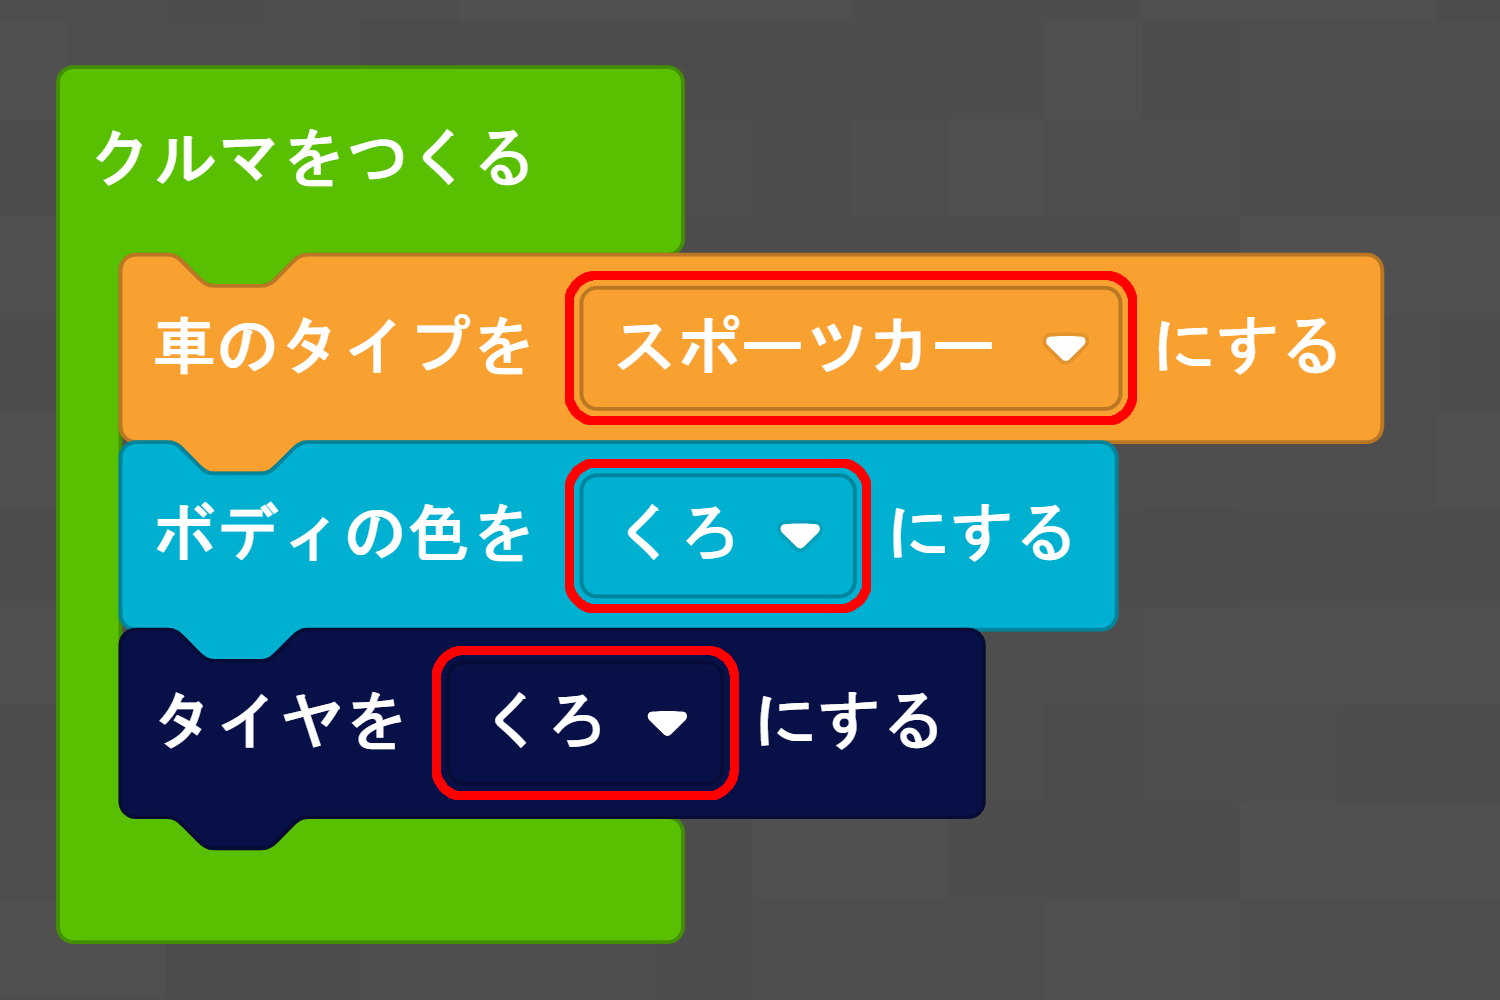 クルマをつくる
車のタイプを スポーツカー にする
ボディの色を くろ にする
タイヤを くろ にする